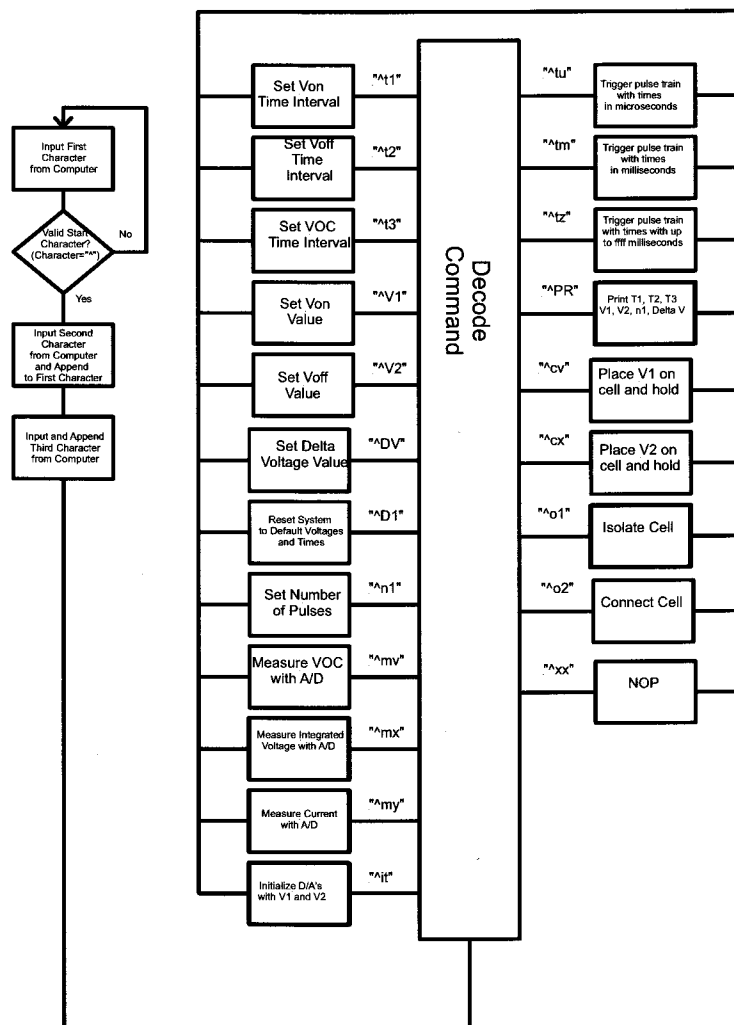 Input First
Character
from Computer
Valid Start
Character?
(Character="^")
No
Yes
Input Second
Character
from Computer
and Append
to First Character
Input and Append
Third Character
from Computer
Set Von
Time Interval
"^t1"
Set Voff
Time
Interval
"^t2"
Set VOC
Time Interval
"^t3"
Set Von
Value
"^V1"
Set Voff
Value
"^V2"
Set Delta
Voltage Value
"^DV"
Reset System
to Default Voltages
and Times
"^D1"
Set Number
of Pulses
"^n1"
Measure VOC
with A/D
"^mv"
Measure Integrated
Voltage with A/D
"^mx"
Measure Current
with A/D
"^my"
Initialize D/A's
with V1 and V2
"^it"
Decode
Command
"^tu"
Trigger pulse train
with times
in microseconds
"^tm"
Trigger pulse train
with times
in milliseconds
"^tz"
Trigger pulse train
with times with up
to ffff milliseconds
"^PR"
Print T1, T2, T3
V1, V2, n1, Delta V
"^cv"
Place V1 on
cell and hold
"^cx"
Place V2 on
cell and hold
"^o1"
Isolate Cell
"^o2"
Connect Cell
"^xx"
NOP